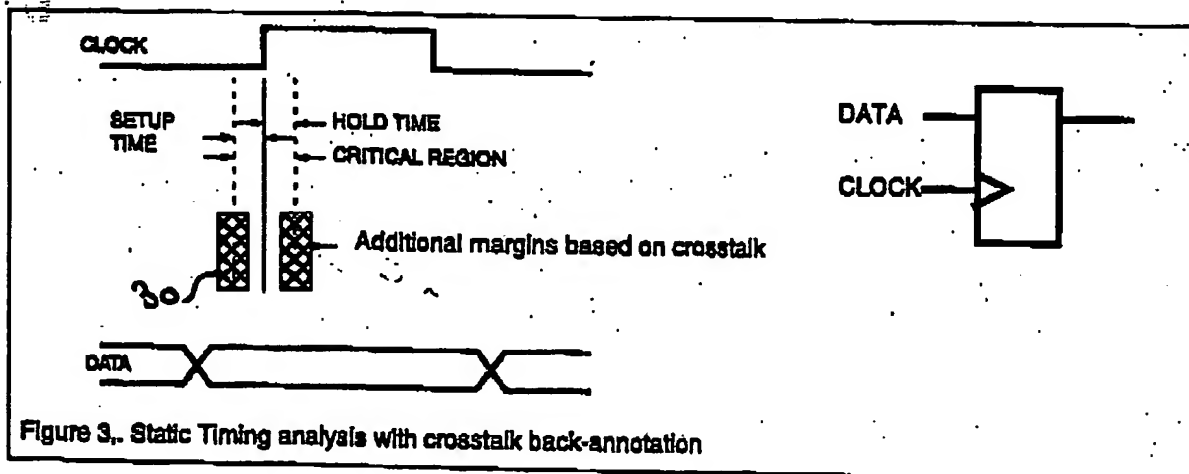 CLOCK
SETUP
TIME
HOLD TIME
CRITICAL REGION
Additional margins based on crosstalk
30
DATA
DATA
CLOCK
Figure 3,. Static Timing analysis with crosstalk back-annotation